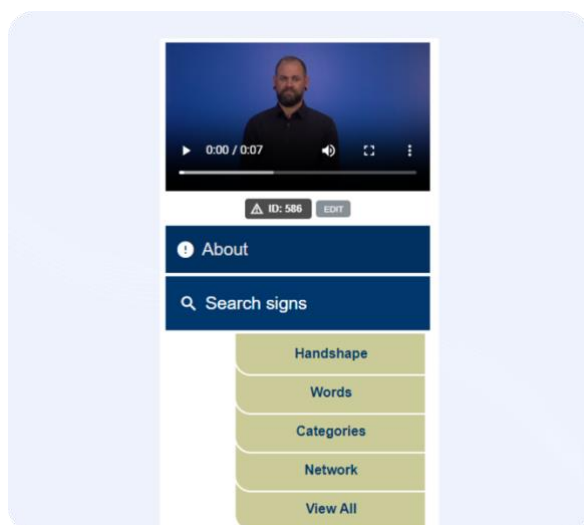 0:00 / 0:07
ID: 586 EDIT
About
Search signs
Handshape
Words
Categories
Network
View All